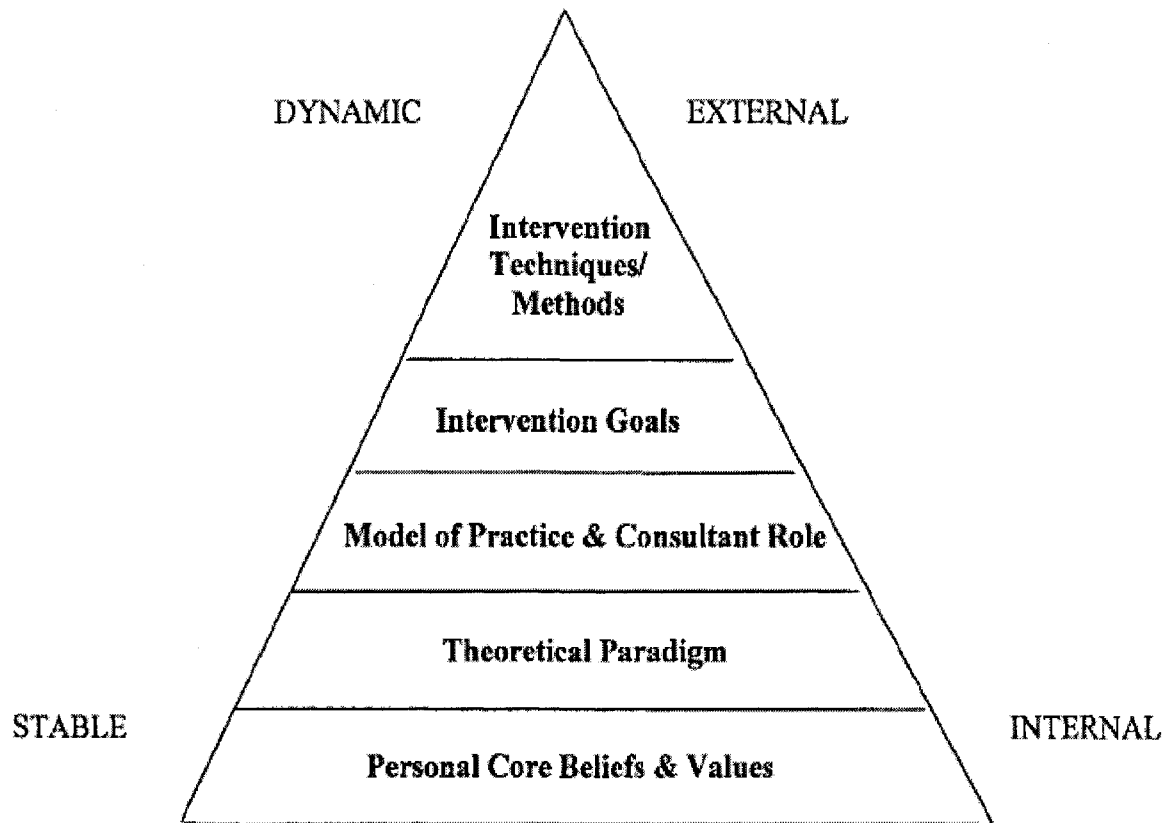 DYNAMIC
EXTERNAL
Intervention
Techniques/
Methods
Intervention Goals
Model of Practice & Consultant Role
Theoretical Paradigm
STABLE
INTERNAL
Personal Core Beliefs & Values